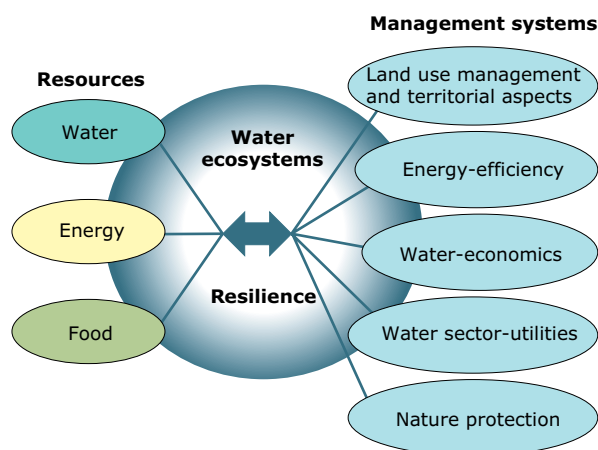 Management systems
Resources
Land use management
and territorial aspects
Water
Water
ecosystems
Energy-efficiency
Energy
Water-economics
Resilience
Food
Water sector-utilities
Nature protection